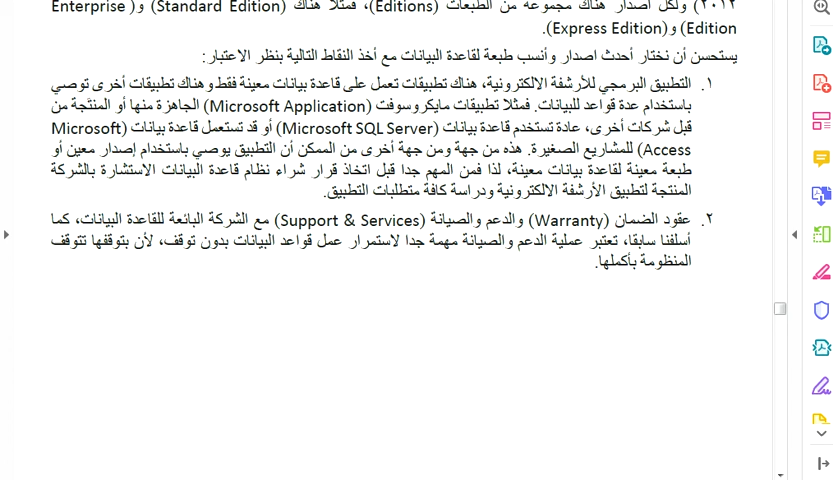 ٢٠١٢) ولكل اصدار هناك مجموعة من الطبعات (Editions)، فمثلا هناك (Standard Edition) و(Enterprise
Edition) و(Express Edition).
يستحسن أن نختار أحدث اصدار وأنسب طبعة لقاعدة البيانات مع أخذ النقاط التالية بنظر الاعتبار:
١. التطبيق البرمجي للأرشفة الالكترونية، هناك تطبيقات تعمل على قاعدة بيانات معينة فقط وهناك تطبيقات أخرى توصي
باستخدام عدة قواعد للبيانات. فمثلا تطبيقات مايكروسوفت (Microsoft Application) الجاهزة منها أو المنتجة من
قبل شركات أخرى، عادة تستخدم قاعدة بيانات (Microsoft SQL Server) أو قد تستعمل قاعدة بيانات (Microsoft
Access) للمشاريع الصغيرة. هذه من جهة ومن جهة أخرى من الممكن أن التطبيق يوصي باستخدام إصدار معين أو
طبعة معينة لقاعدة بيانات معينة، لذا فمن المهم جدا قبل اتخاذ قرار شراء نظام قاعدة البيانات الاستشارة بالشركة
المنتجة لتطبيق الأرشفة الالكترونية ودراسة كافة متطلبات التطبيق.
٢. عقود الضمان (Warranty) والدعم والصيانة (Support & Services) مع الشركة البائعة للقاعدة البيانات، كما
أسلفنا سابقا، تعتبر عملية الدعم والصيانة مهمة جدا لاستمرار عمل قواعد البيانات بدون توقف، لأن بتوقفها تتوقف
المنظومة بأكملها.